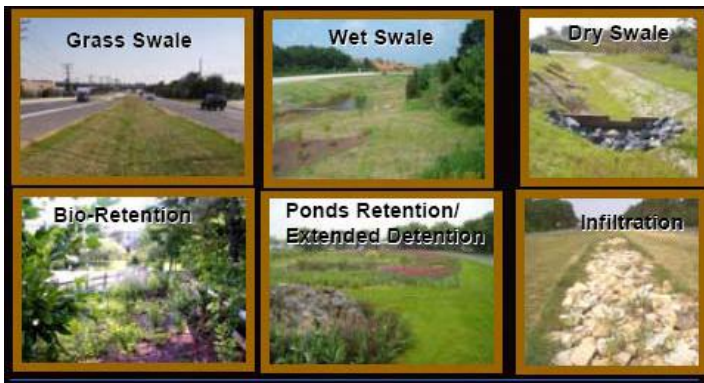 Grass Swale
Wet Swale
Dry Swale
Bio-Retention
Ponds Retention/
Extended Detention
Infiltration